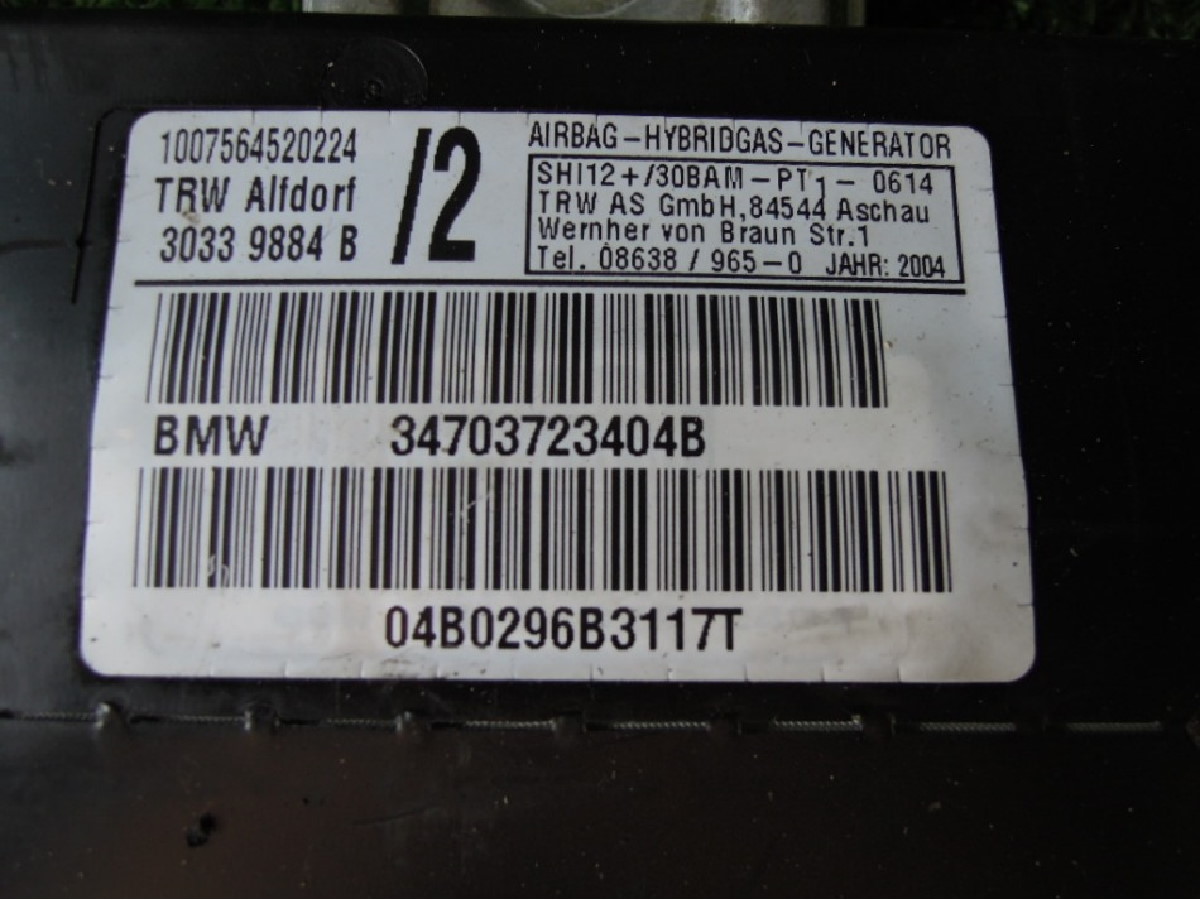 1007564520224
TRW Alfdorf
3033 9884 B
/2
AIRBAG-HYBRIDGAS-GENERATOR
SHI12+/30BAM-PT1-0614
TRW AS GmbH,84544 Aschau
Wernher von Braun Str.1
Tel. 08638 / 965-0 JAHR: 2004
BMW 34703723404B
04B0296B3117T